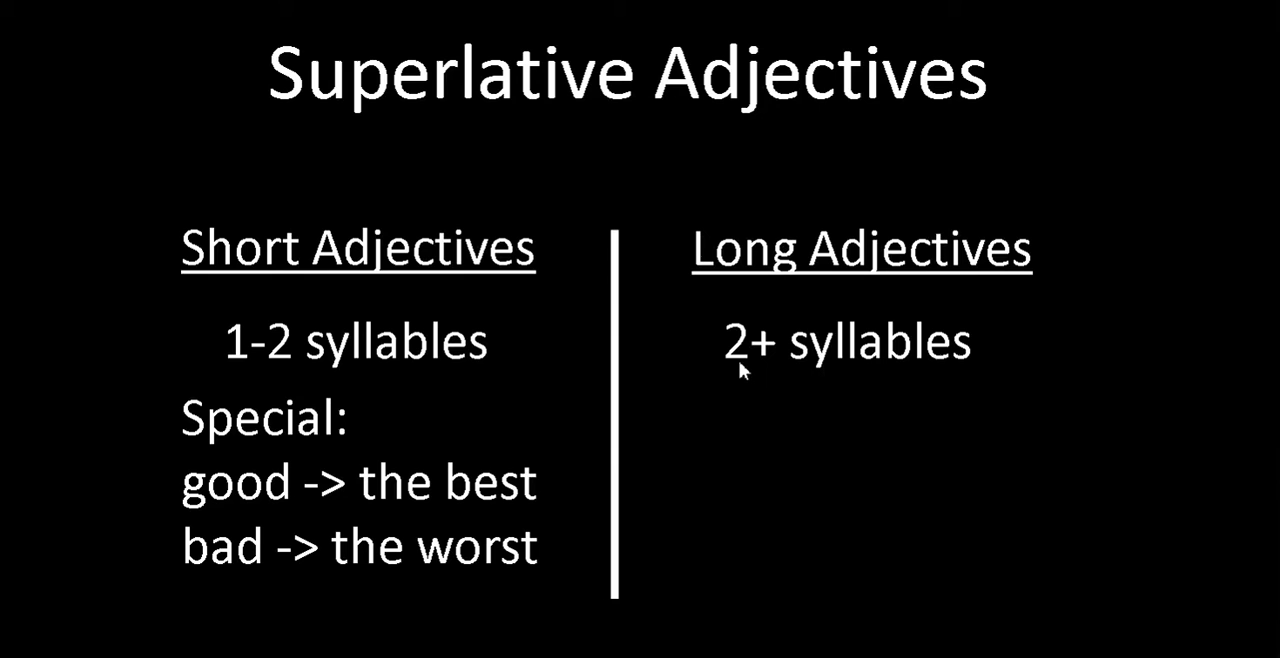 Superlative Adjectives
Short Adjectives
1-2 syllables
Special:
good -> the best
bad -> the worst
Long Adjectives
2+ syllables